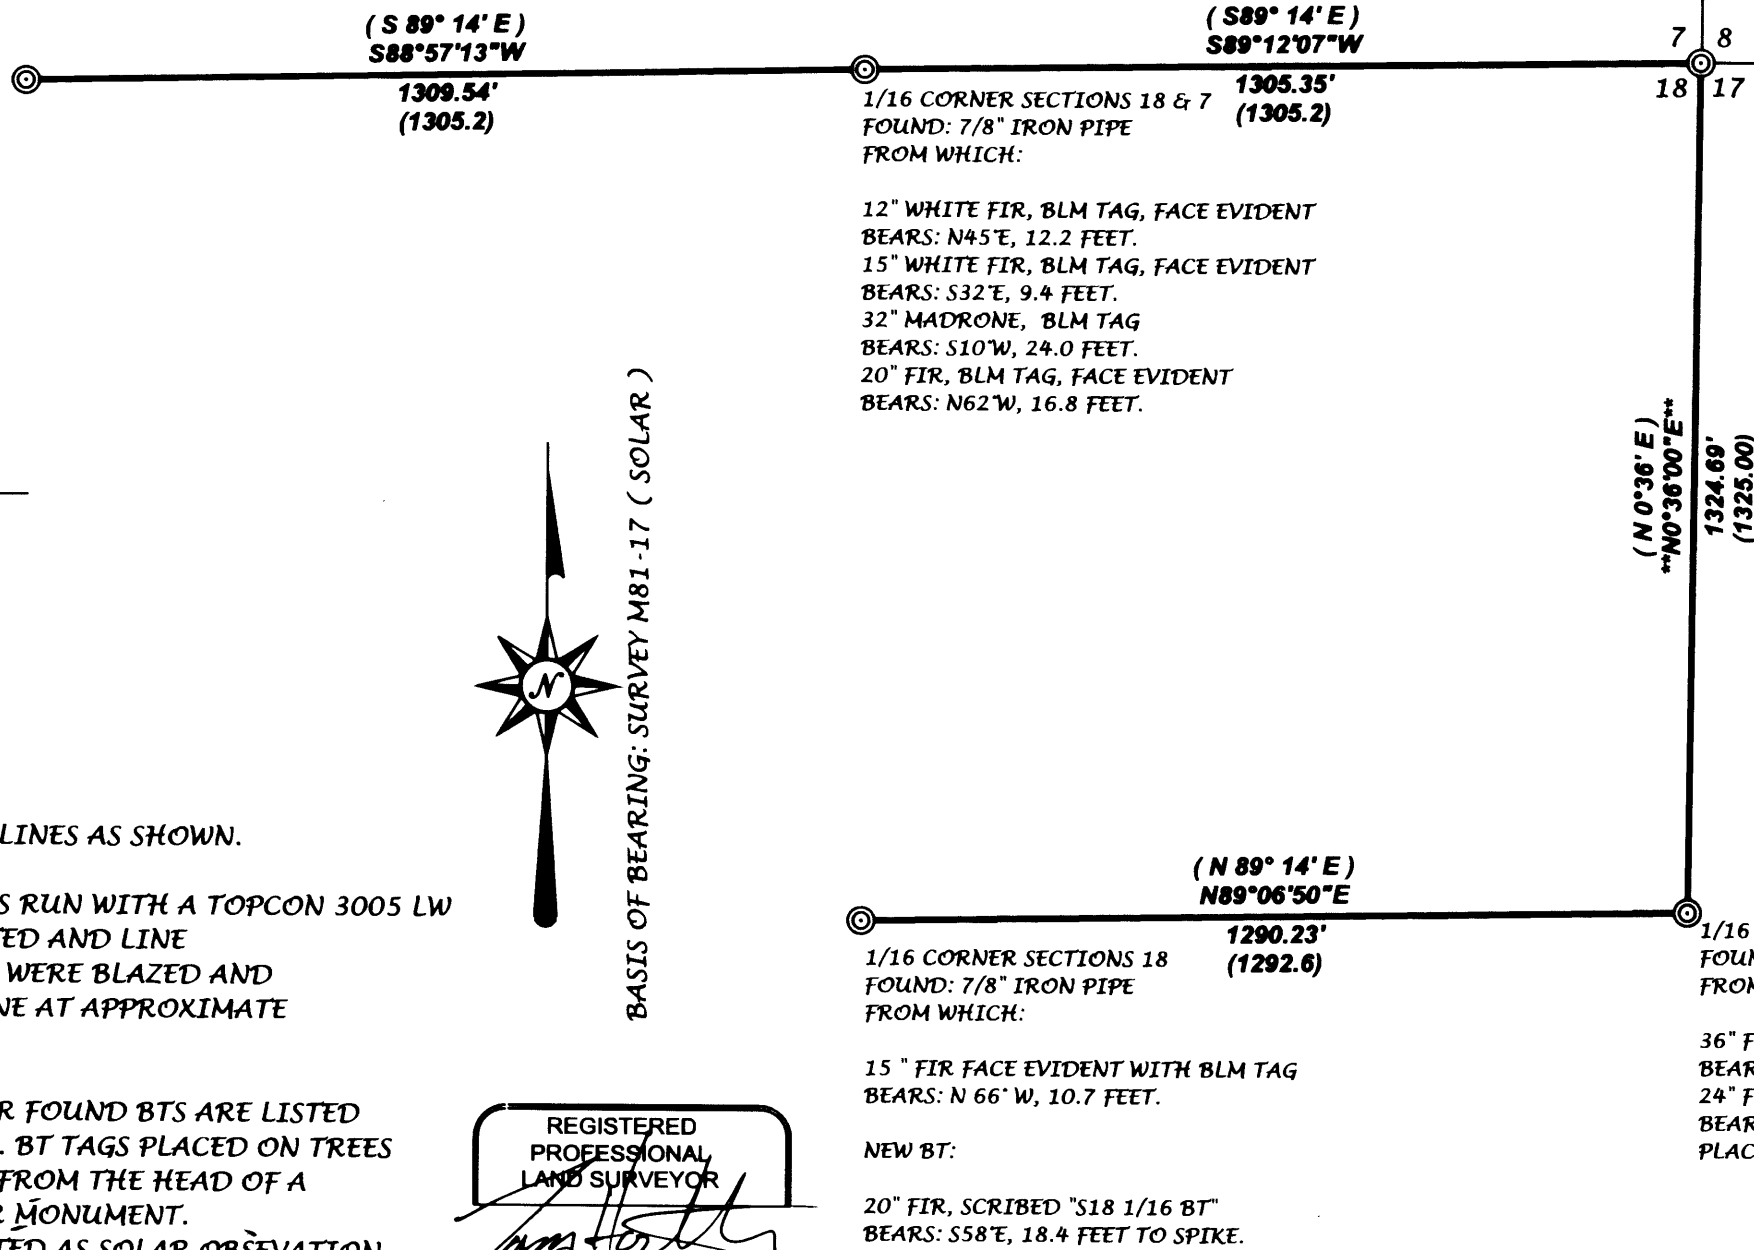 ( S 89° 14' E )
S88°57'13"W
1309.54'
(1305.2)
( S89° 14' E )
S89°12'07"W
1305.35'
(1305.2)
7 8
18 17
1/16 CORNER SECTIONS 18 & 7
FOUND: 7/8" IRON PIPE
FROM WHICH:
12" WHITE FIR, BLM TAG, FACE EVIDENT
BEARS: N45°E, 12.2 FEET.
15" WHITE FIR, BLM TAG, FACE EVIDENT
BEARS: S32°E, 9.4 FEET.
32" MADRONE, BLM TAG
BEARS: S10°W, 24.0 FEET.
20" FIR, BLM TAG, FACE EVIDENT
BEARS: N62°W, 16.8 FEET.
( N 0°36' E )
**N0°36'00"E**
1324.69'
(1325.00)
N
BASIS OF BEARING: SURVEY M81-17 ( SOLAR )
LINES AS SHOWN.
S RUN WITH A TOPCON 3005 LW
ED AND LINE
WERE BLAZED AND
NE AT APPROXIMATE
R FOUND BTS ARE LISTED
. BT TAGS PLACED ON TREES
FROM THE HEAD OF A
R MONUMENT.
TED AS SOLAR OBSEVATION
REGISTERED
PROFESSIONAL
LAND SURVEYOR
( N 89° 14' E )
N89°06'50"E
1290.23'
(1292.6)
1/16 CORNER SECTIONS 18
FOUND: 7/8" IRON PIPE
FROM WHICH:
15 " FIR FACE EVIDENT WITH BLM TAG
BEARS: N 66° W, 10.7 FEET.
NEW BT:
20" FIR, SCRIBED "S18 1/16 BT"
BEARS: S58°E, 18.4 FEET TO SPIKE.
1/16
FOUN
FROM
36" F
BEAR
24" F
BEAR
PLAC